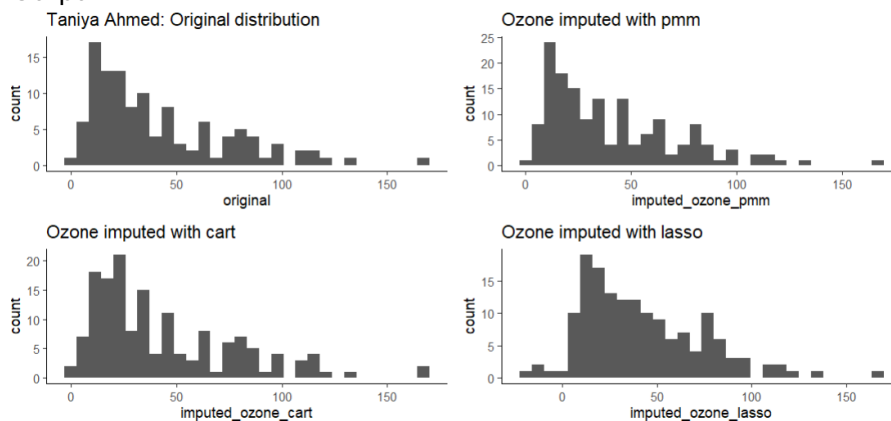 Taniya Ahmed: Original distribution
count
15
10
5
0
0
50
100
150
original
Ozone imputed with pmm
count
25
20
15
10
5
0
0
50
100
150
imputed_ozone_pmm
Ozone imputed with cart
count
20
15
10
5
0
0
50
100
150
imputed_ozone_cart
Ozone imputed with lasso
count
15
10
5
0
0
50
100
150
imputed_ozone_lasso